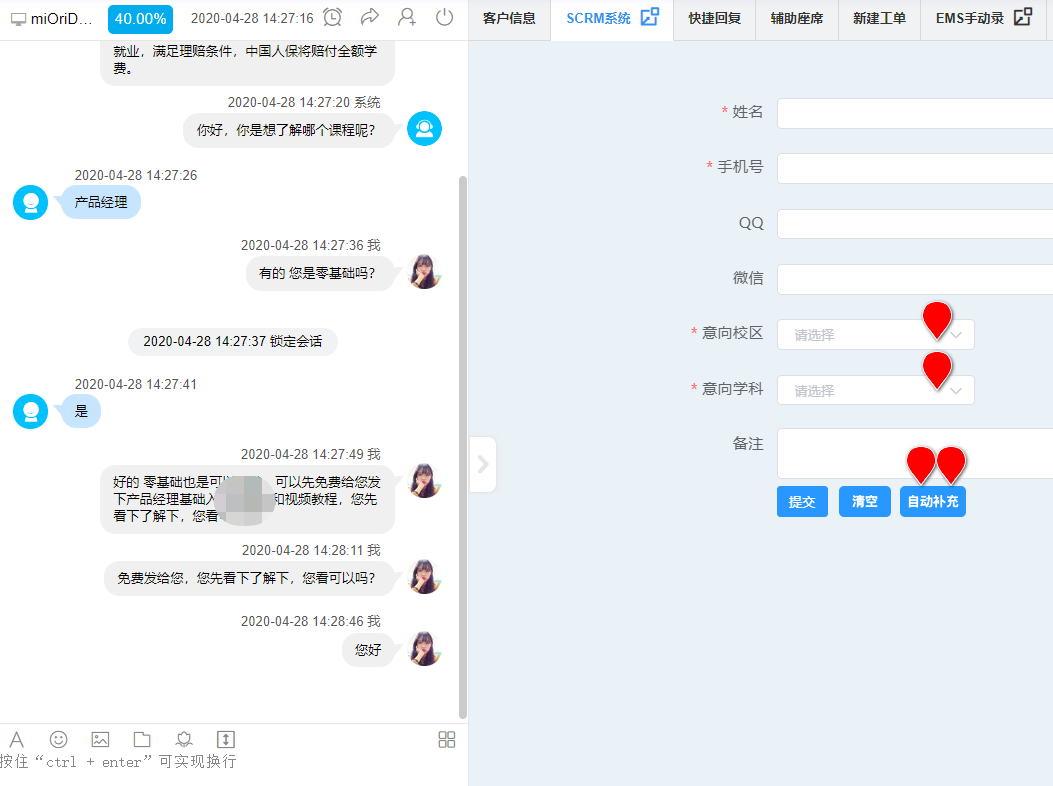 miOriD...
40.00%
2020-04-28 14:27:16
就业，满足理赔条件，中国人保将赔付全额学
费。
2020-04-28 14:27:20 系统
你好，你是想了解哪个课程呢？
2020-04-28 14:27:26
产品经理
2020-04-28 14:27:36 我
有的 您是零基础吗？
2020-04-28 14:27:37 锁定会话
2020-04-28 14:27:41
是
2020-04-28 14:27:49 我
好的 零基础也是可 可以先免费给您发
下产品经理基础入 和视频教程，您先
看下了解下，您看
2020-04-28 14:28:11 我
免费发给您，您先看下了解下，您看可以吗？
2020-04-28 14:28:46 我
您好
按住“ctrl + enter”可实现换行
客户信息
SCRM系统
快捷回复
辅助座席
新建工单
EMS手动录
* 姓名
* 手机号
QQ
微信
* 意向校区
请选择
* 意向学科
请选择
备注
提交
清空
自动补充